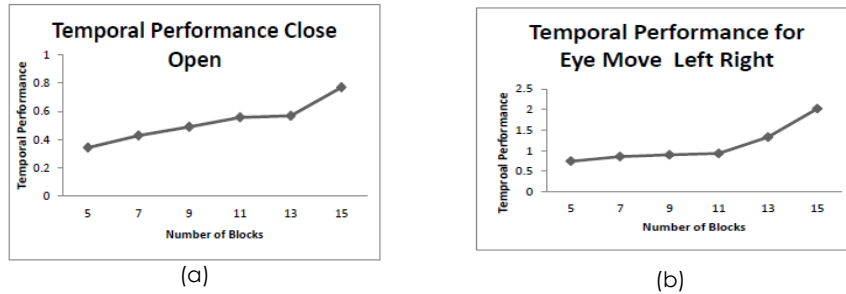 Temporal Performance Close
Open
Temporal Performance
1
0.8
0.6
0.4
0.2
0
5 7 9 11 13 15
Number of Blocks
(a)
Temporal Performance for
Eye Move Left Right
Temproal Performance
2.5
2
1.5
1
0.5
0
5 7 9 11 13 15
Number of Blocks
(b)